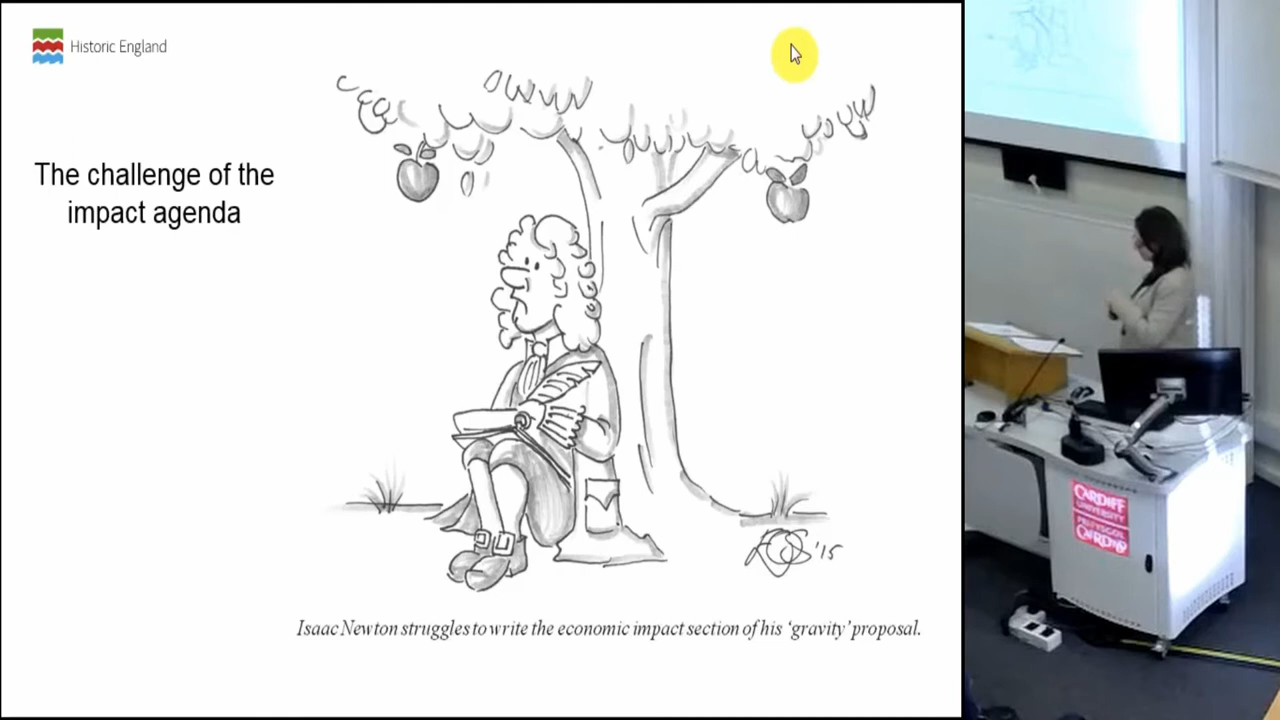 Historic England
The challenge of the
impact agenda
'15
Isaac Newton struggles to write the economic impact section of his ‘gravity’ proposal.
CARDIFF
UNIVERSITY
PRIFYSGOL
CAERDYDD